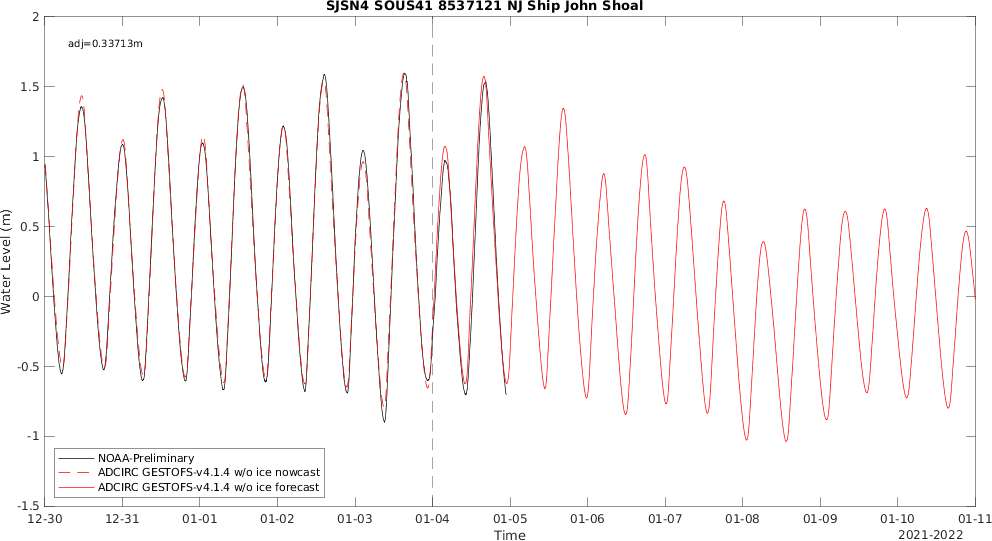 SJSN4 SOUS41 8537121 NJ Ship John Shoal
adj=0.33713m
2
1.5
1
0.5
0
-0.5
-1
-1.5
Water Level (m)
NOAA-Preliminary
ADCIRC GESTOFS-v4.1.4 w/o ice nowcast
ADCIRC GESTOFS-v4.1.4 w/o ice forecast
12-30 12-31 01-01 01-02 01-03 01-04 01-05 01-06 01-07 01-08 01-09 01-10 01-11
Time
2021-2022